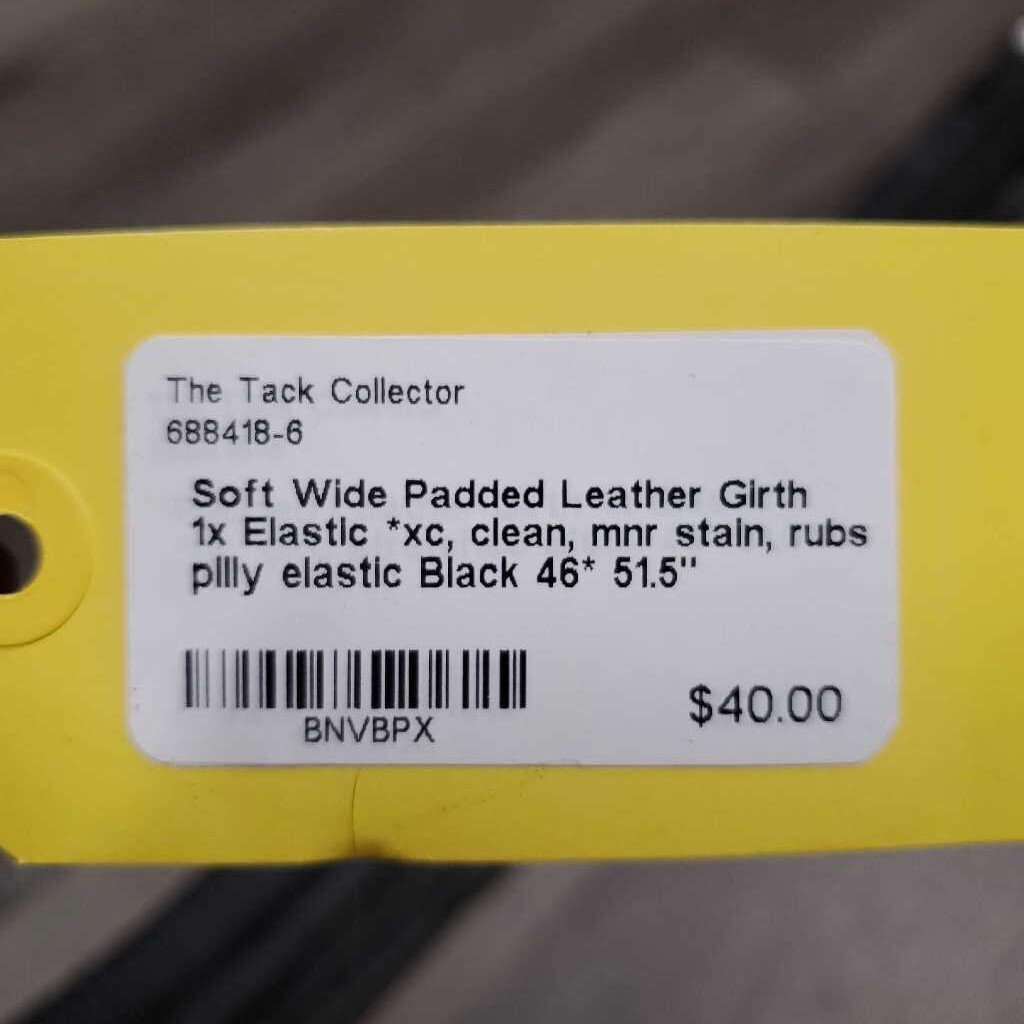 The Tack Collector
688418-6
Soft Wide Padded Leather Girth
1x Elastic *xc, clean, mnr stain, rubs
pilly elastic Black 46* 51.5"
BNVBPX
$40.00